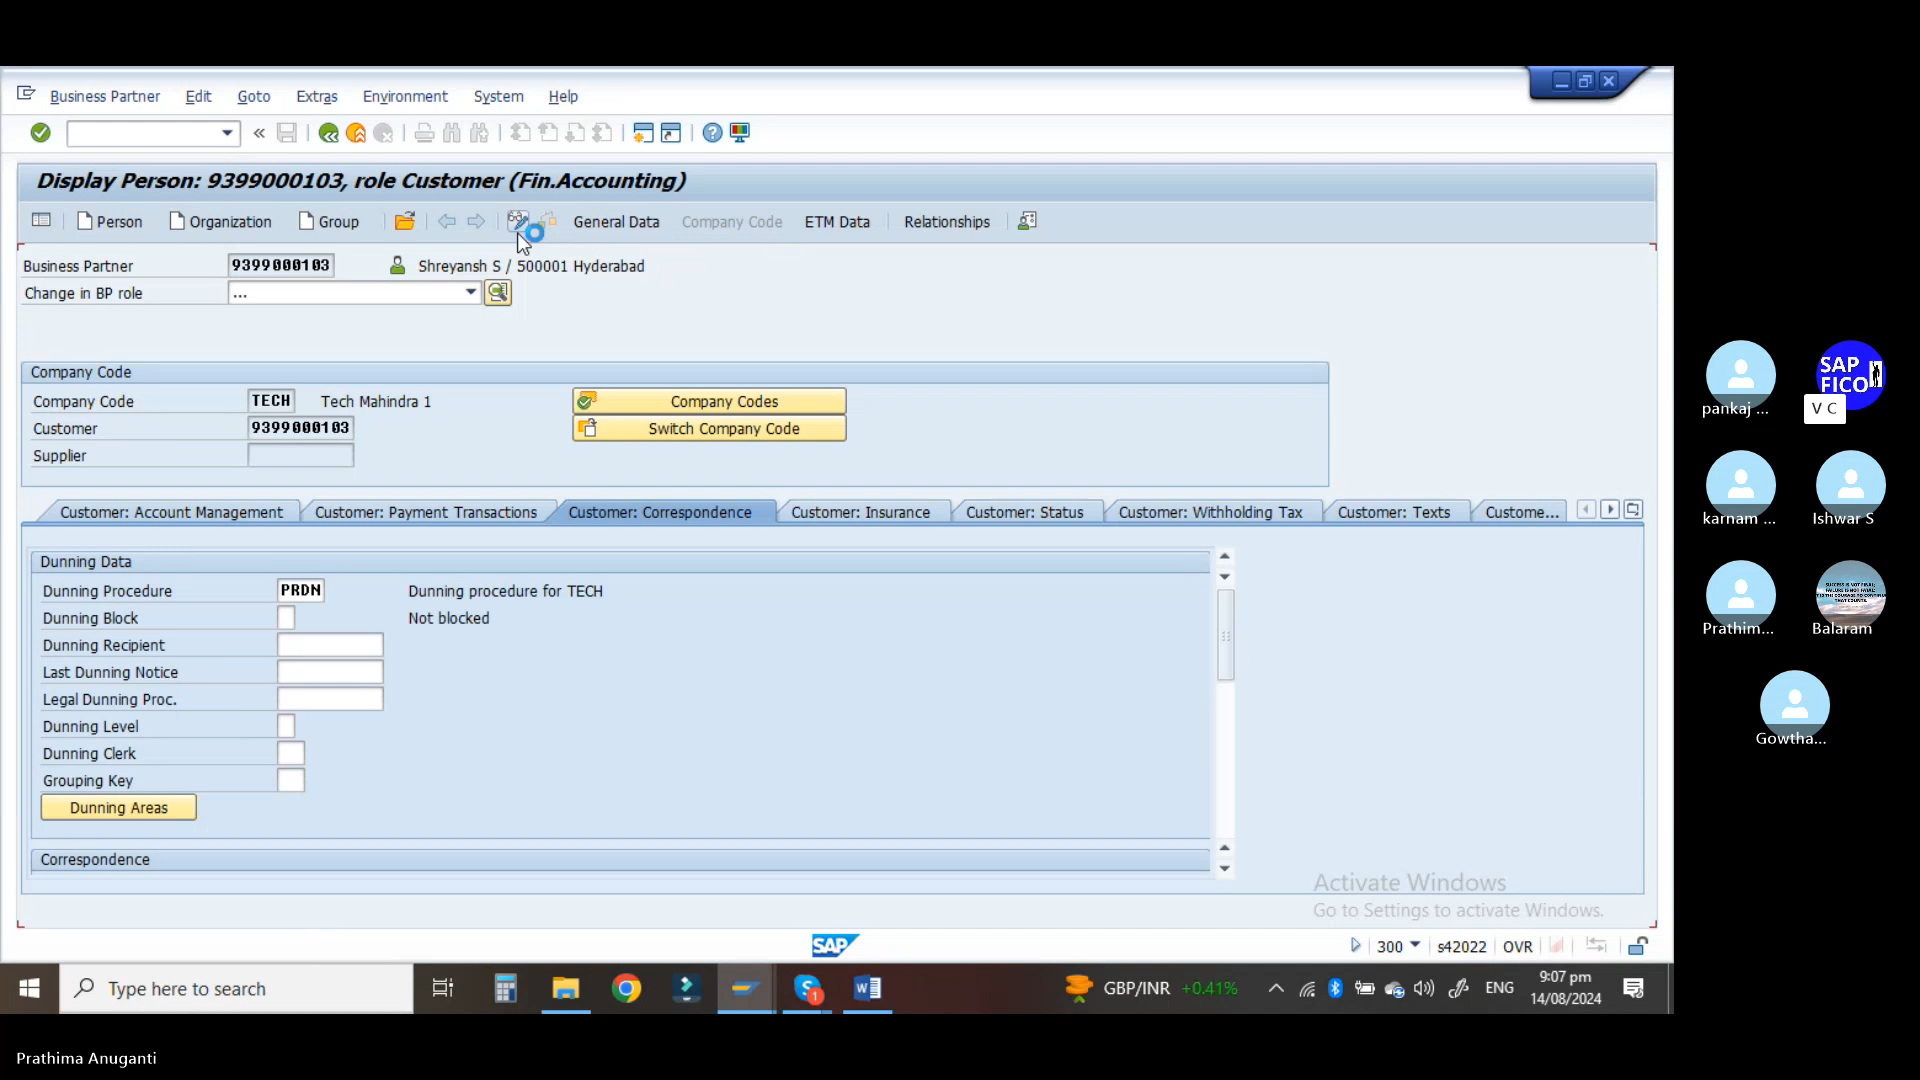 Business Partner Edit Goto Extras Environment System Help
Display Person: 9399000103, role Customer (Fin.Accounting)
Person Organization Group General Data Company Code ETM Data Relationships
Business Partner 9399000103 Shreyansh S / 500001 Hyderabad
Change in BP role ...
Company Code
Company Code TECH Tech Mahindra 1 Company Codes
Customer 9399000103 Switch Company Code
Supplier
Customer: Account Management Customer: Payment Transactions Customer: Correspondence Customer: Insurance Customer: Status Customer: Withholding Tax Customer: Texts Custome...
Dunning Data
Dunning Procedure PRDN Dunning procedure for TECH
Dunning Block Not blocked
Dunning Recipient
Last Dunning Notice
Legal Dunning Proc.
Dunning Level
Dunning Clerk
Grouping Key
Dunning Areas
Correspondence
Activate Windows
Go to Settings to activate Windows.
SAP 300 s42022 OVR
Type here to search 1 GBP/INR +0.41% ENG 9:07 pm
14/08/2024
pankaj ...
SAP
FICO
V C
karnam ...
Ishwar S
Prathim...
Balaram
Gowtha...
Prathima Anuganti